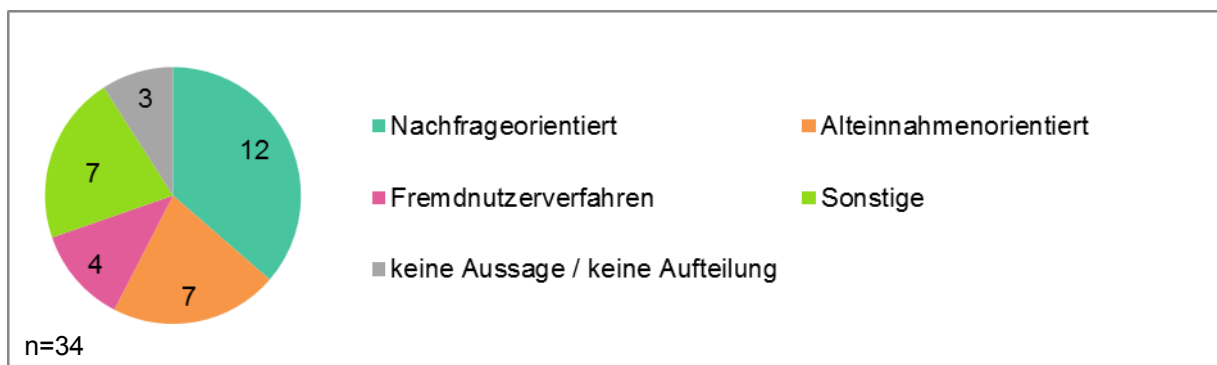 3
12
7
4
7
n=34
Nachfrageorientiert
Alteinnahmenorientiert
Fremdnutzerverfahren
Sonstige
keine Aussage / keine Aufteilung